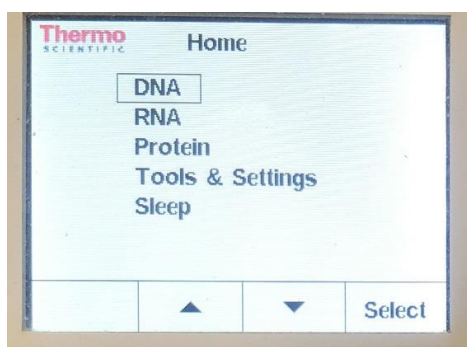 Thermo
SCIENTIFIC
Home
DNA
RNA
Protein
Tools & Settings
Sleep
Select